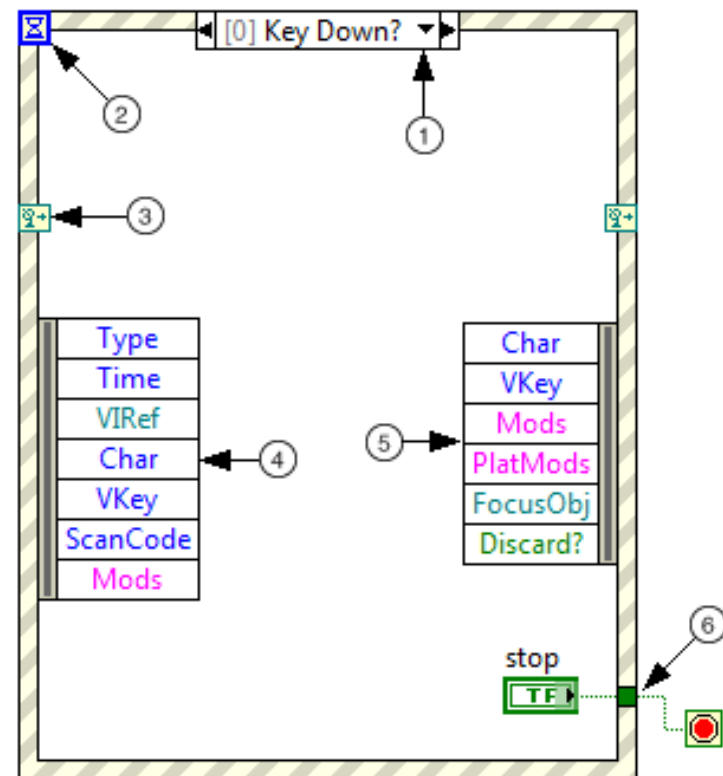 [0] Key Down?
1
2
3
Type
Time
VIRef
Char
VKey
ScanCode
Mods
4
5
Char
VKey
Mods
PlatMods
FocusObj
Discard?
6
stop
TF